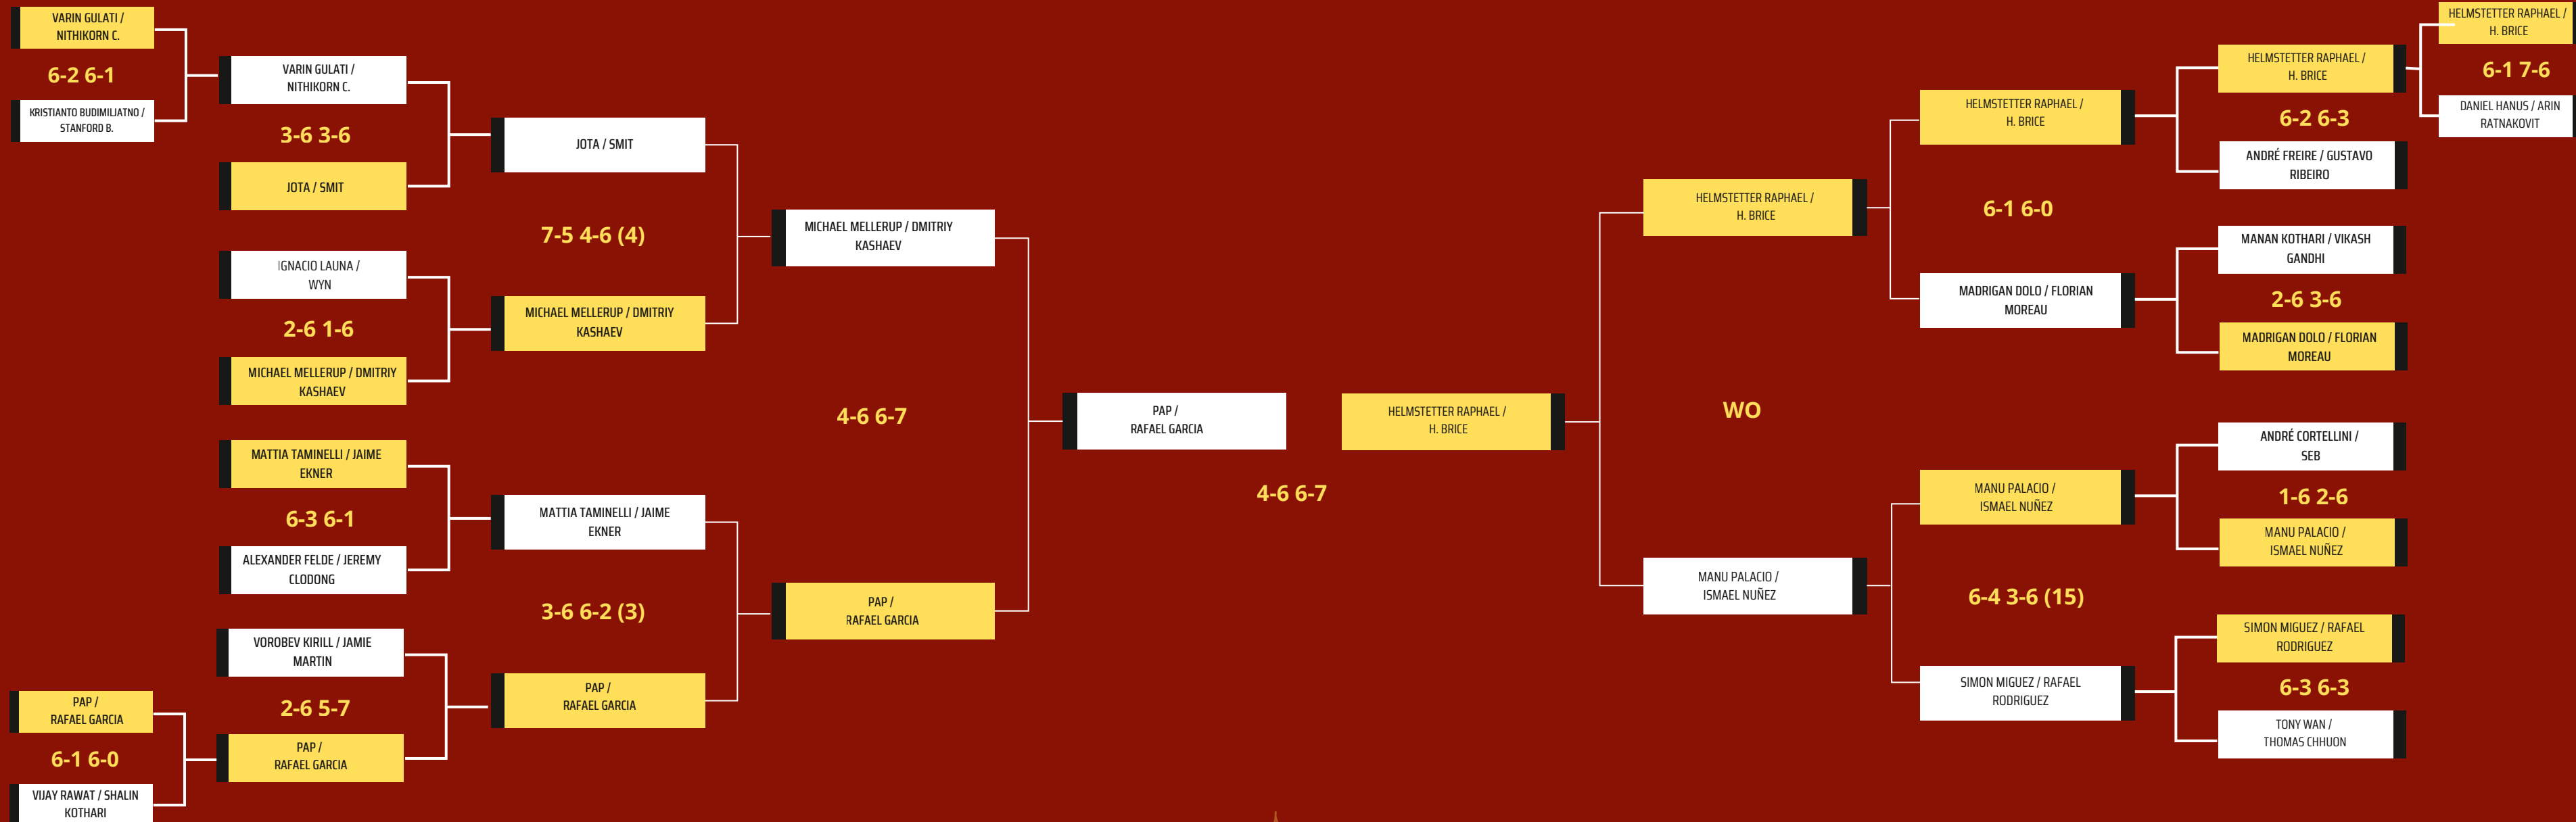 VARIN GULATI /
NITHIKORN C.
6-2 6-1
KRISTIANTO BUDIMILJATNO /
STANFORD B.
VARIN GULATI /
NITHIKORN C.
3-6 3-6
JOTA / SMIT
IGNACIO LAUNA /
WYN
2-6 1-6
MICHAEL MELLERUP / DMITRIY
KASHAEV
MATTIA TAMINELLI / JAIME
EKNER
6-3 6-1
ALEXANDER FELDE / JEREMY
CLODONG
VOROBEV KIRILL / JAMIE
MARTIN
2-6 5-7
PAP /
RAFAEL GARCIA
PAP /
RAFAEL GARCIA
6-1 6-0
VIJAY RAWAT / SHALIN
KOTHARI
JOTA / SMIT
7-5 4-6 (4)
MICHAEL MELLERUP / DMITRIY
KASHAEV
MATTIA TAMINELLI / JAIME
EKNER
3-6 6-2 (3)
PAP /
RAFAEL GARCIA
MICHAEL MELLERUP / DMITRIY
KASHAEV
4-6 6-7
PAP /
RAFAEL GARCIA
PAP /
RAFAEL GARCIA
4-6 6-7
HELMSTETTER RAPHAEL /
H. BRICE
HELMSTETTER RAPHAEL /
H. BRICE
WO
MANU PALACIO /
ISMAEL NUÑEZ
HELMSTETTER RAPHAEL /
H. BRICE
6-1 6-0
MADRIGAN DOLO / FLORIAN
MOREAU
MANU PALACIO /
ISMAEL NUÑEZ
6-4 3-6 (15)
SIMON MIGUEZ / RAFAEL
RODRIGUEZ
HELMSTETTER RAPHAEL /
H. BRICE
6-2 6-3
ANDRÉ FREIRE / GUSTAVO
RIBEIRO
MANAN KOTHARI / VIKASH
GANDHI
2-6 3-6
MADRIGAN DOLO / FLORIAN
MOREAU
ANDRÉ CORTELLINI /
SEB
1-6 2-6
MANU PALACIO /
ISMAEL NUÑEZ
SIMON MIGUEZ / RAFAEL
RODRIGUEZ
6-3 6-3
TONY WAN /
THOMAS CHHUON
HELMSTETTER RAPHAEL /
H. BRICE
6-1 7-6
DANIEL HANUS / ARIN
RATNAKOVIT